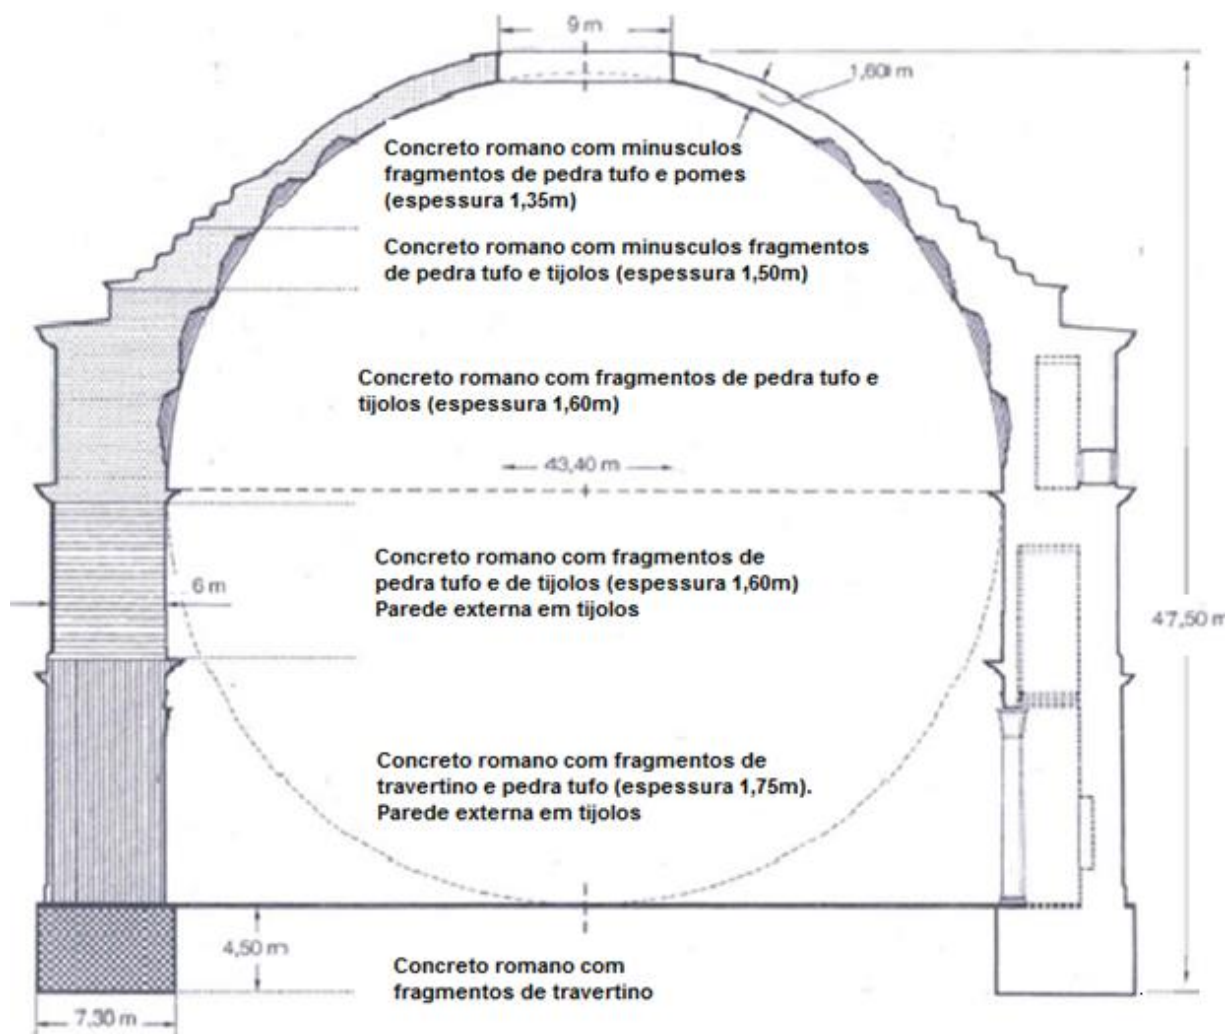 9 m
1,60 m
Concreto romano com minusculos
fragmentos de pedra tufo e pomes
(espessura 1,35m)
Concreto romano com minusculos fragmentos
de pedra tufo e tijolos (espessura 1,50m)
Concreto romano com fragmentos de pedra tufo e
tijolos (espessura 1,60m)
43,40 m
Concreto romano com fragmentos de
pedra tufo e de tijolos (espessura 1,60m)
Parede externa em tijolos
6 m
47,50 m
Concreto romano com fragmentos de
travertino e pedra tufo (espessura 1,75m).
Parede externa em tijolos
4,50 m
Concreto romano com
fragmentos de travertino
7,30 m